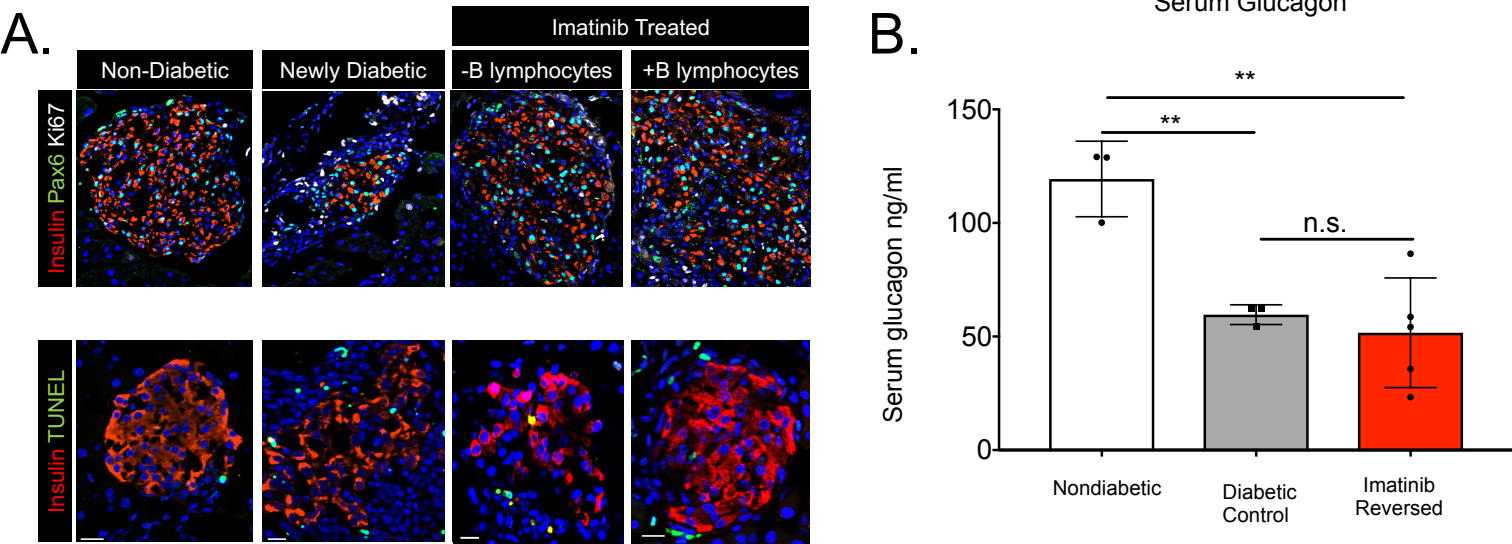 A.
Imatinib Treated
Non-Diabetic
Newly Diabetic
-B lymphocytes
+B lymphocytes
Insulin Pax6 Ki67
Insulin TUNEL
B.
Serum Glucagon
**
**
n.s.
Serum glucagon ng/ml
150
100
50
0
Nondiabetic
Diabetic
Control
Imatinib
Reversed